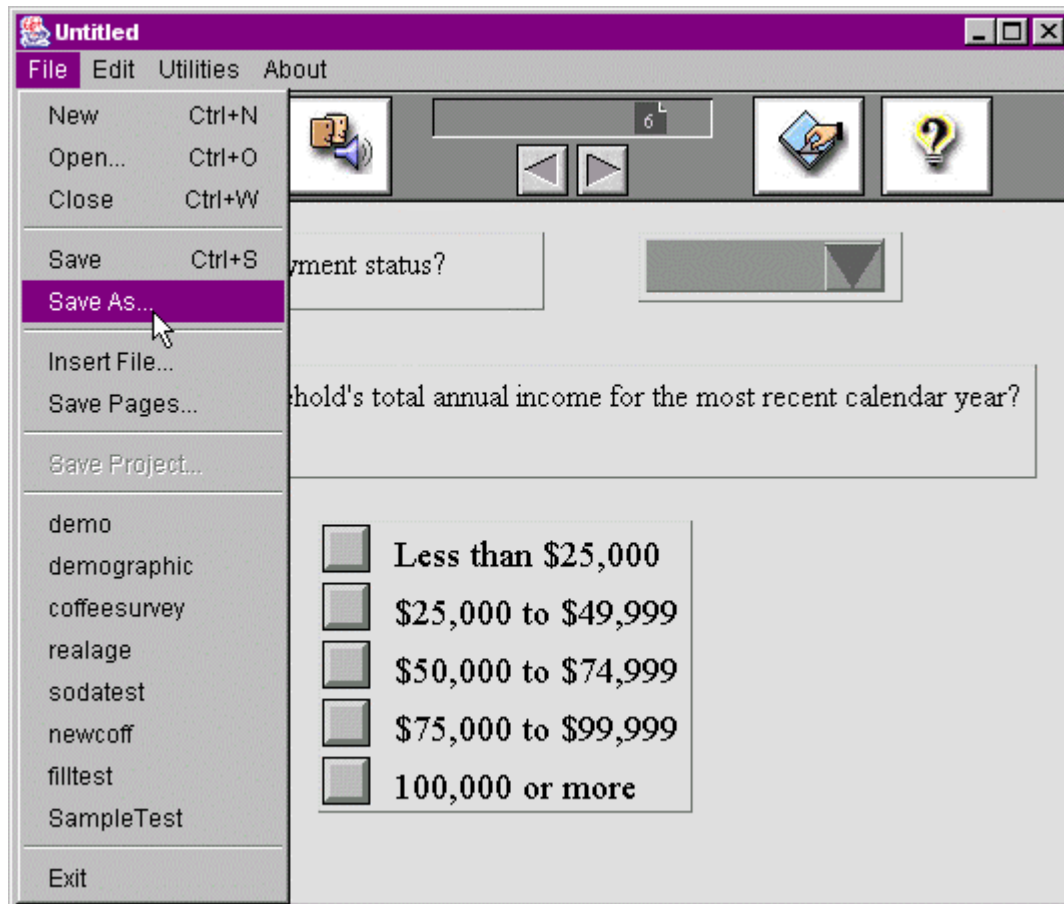 Untitled
File Edit Utilities About
New Ctrl+N
Open... Ctrl+O
Close Ctrl+W
Save Ctrl+S
Save As...
Insert File...
Save Pages...
Save Project...
demo
demographic
coffeesurvey
realage
sodatest
newcoff
filltest
SampleTest
Exit
6
?
yment status?
hold's total annual income for the most recent calendar year?
Less than $25,000
$25,000 to $49,999
$50,000 to $74,999
$75,000 to $99,999
100,000 or more